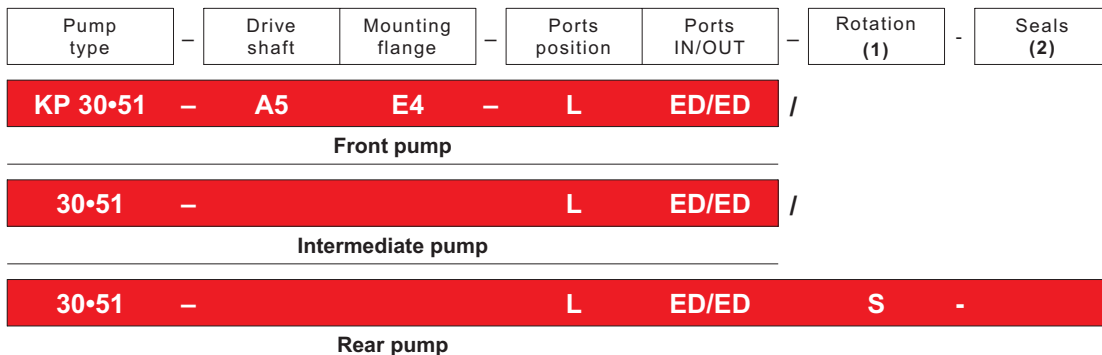 Pump type – Drive shaft Mounting flange – Ports position Ports IN/OUT – Rotation (1) - Seals (2)
KP 30•51 – A5 E4 – L ED/ED /
Front pump
30•51 – L ED/ED /
Intermediate pump
30•51 – L ED/ED S -
Rear pump